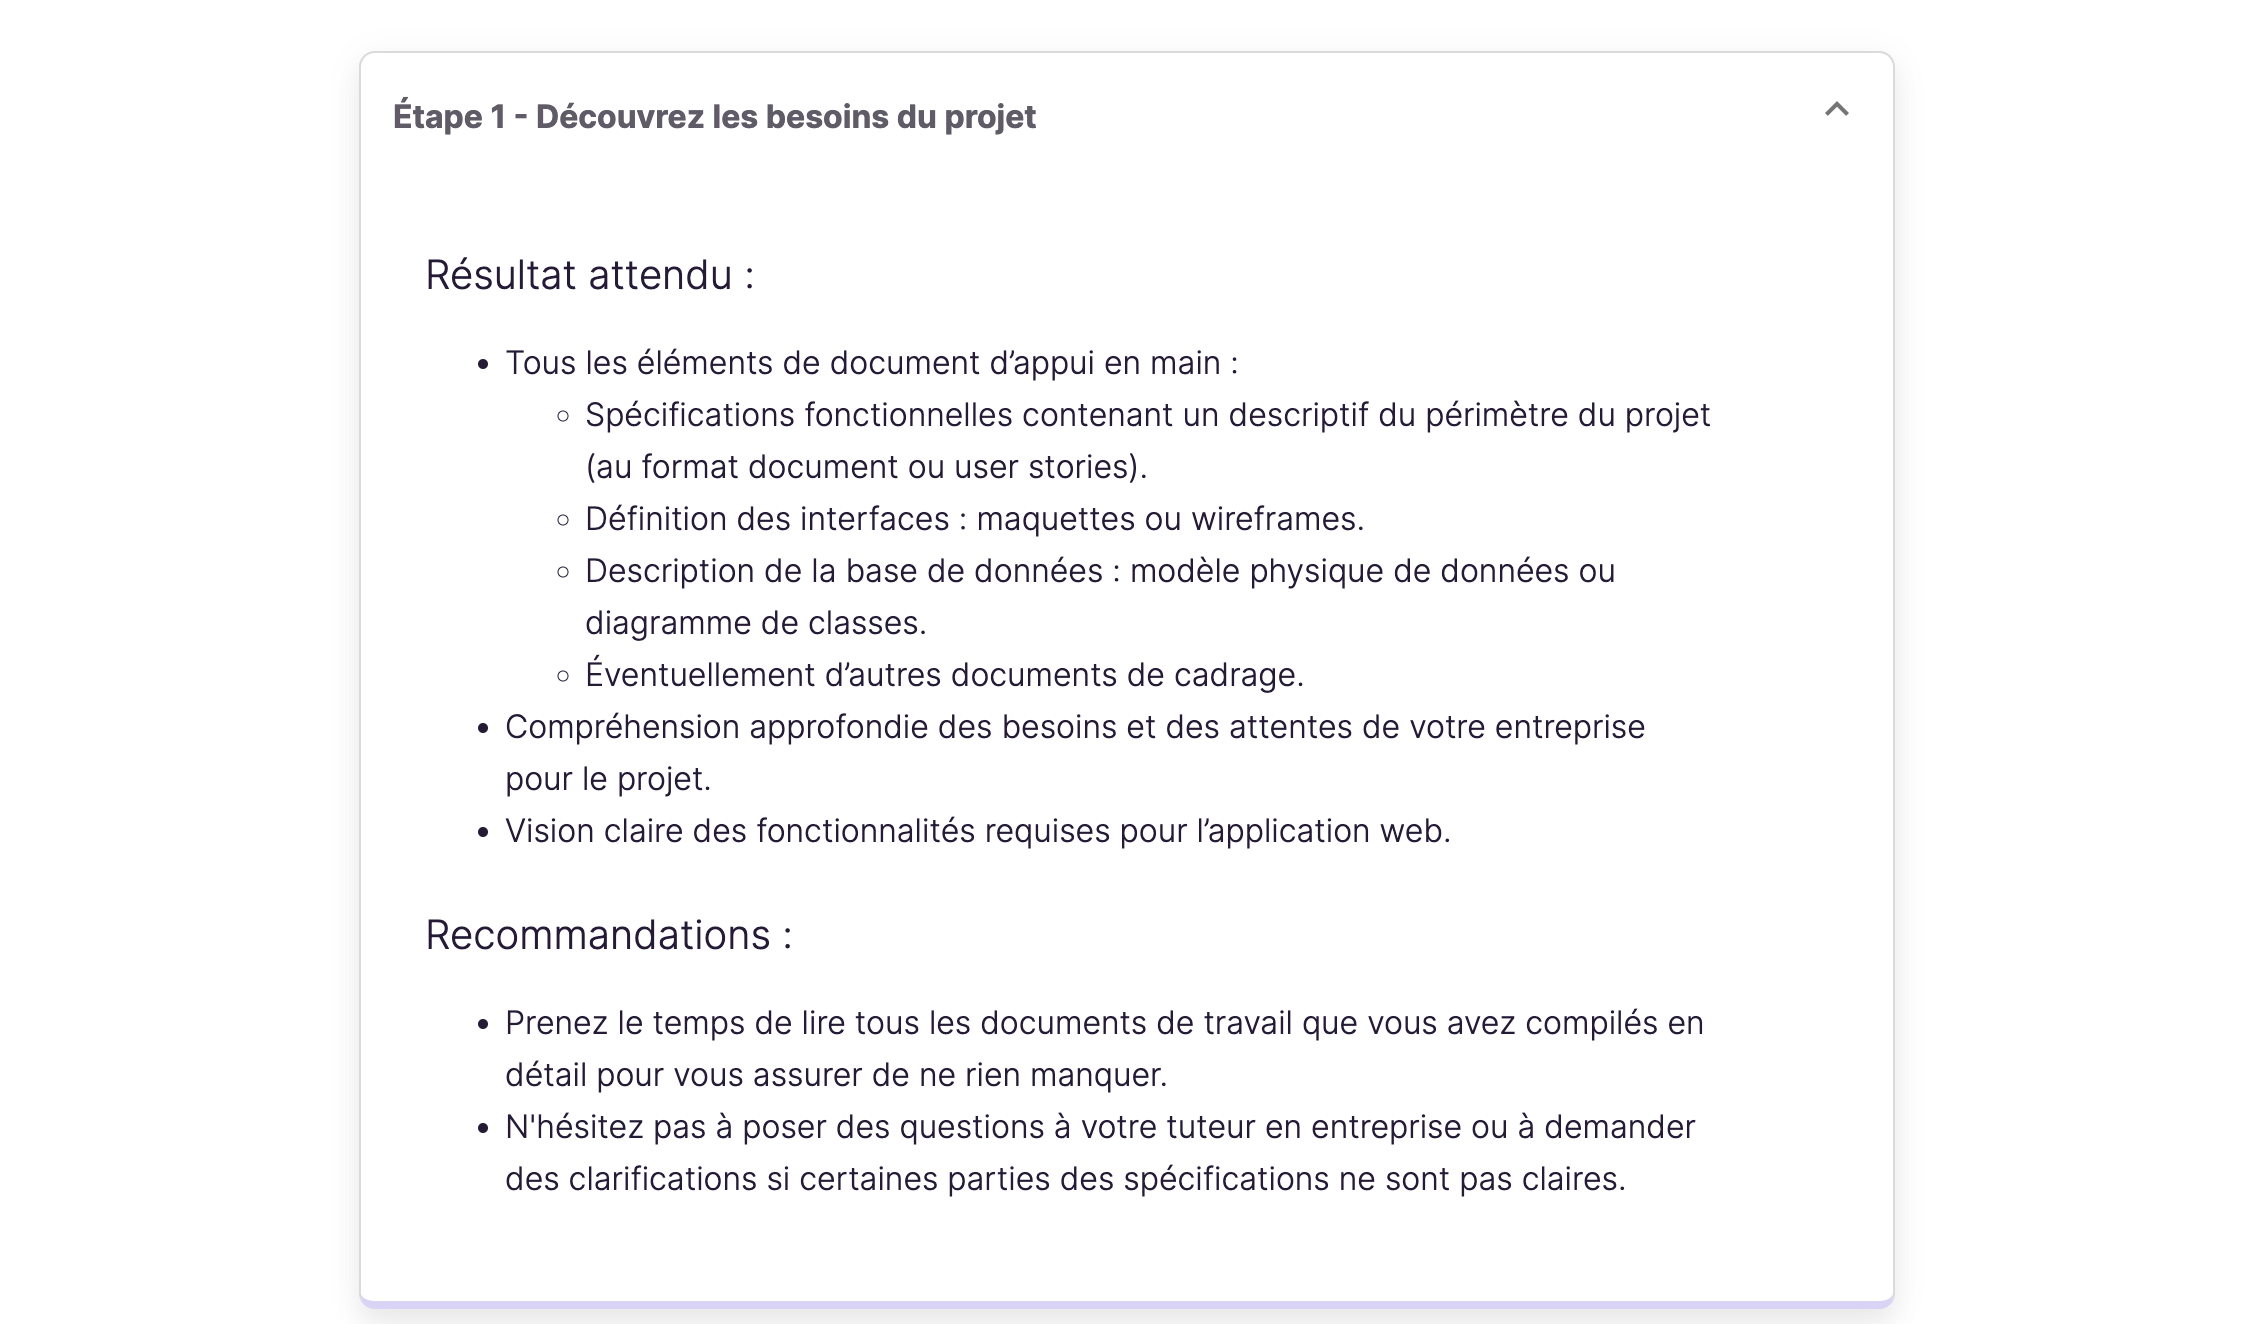 Étape 1 - Découvrez les besoins du projet
Résultat attendu :
Tous les éléments de document d’appui en main :
Spécifications fonctionnelles contenant un descriptif du périmètre du projet
(au format document ou user stories).
Définition des interfaces : maquettes ou wireframes.
Description de la base de données : modèle physique de données ou
diagramme de classes.
Éventuellement d’autres documents de cadrage.
Compréhension approfondie des besoins et des attentes de votre entreprise
pour le projet.
Vision claire des fonctionnalités requises pour l’application web.
Recommandations :
Prenez le temps de lire tous les documents de travail que vous avez compilés en
détail pour vous assurer de ne rien manquer.
N'hésitez pas à poser des questions à votre tuteur en entreprise ou à demander
des clarifications si certaines parties des spécifications ne sont pas claires.